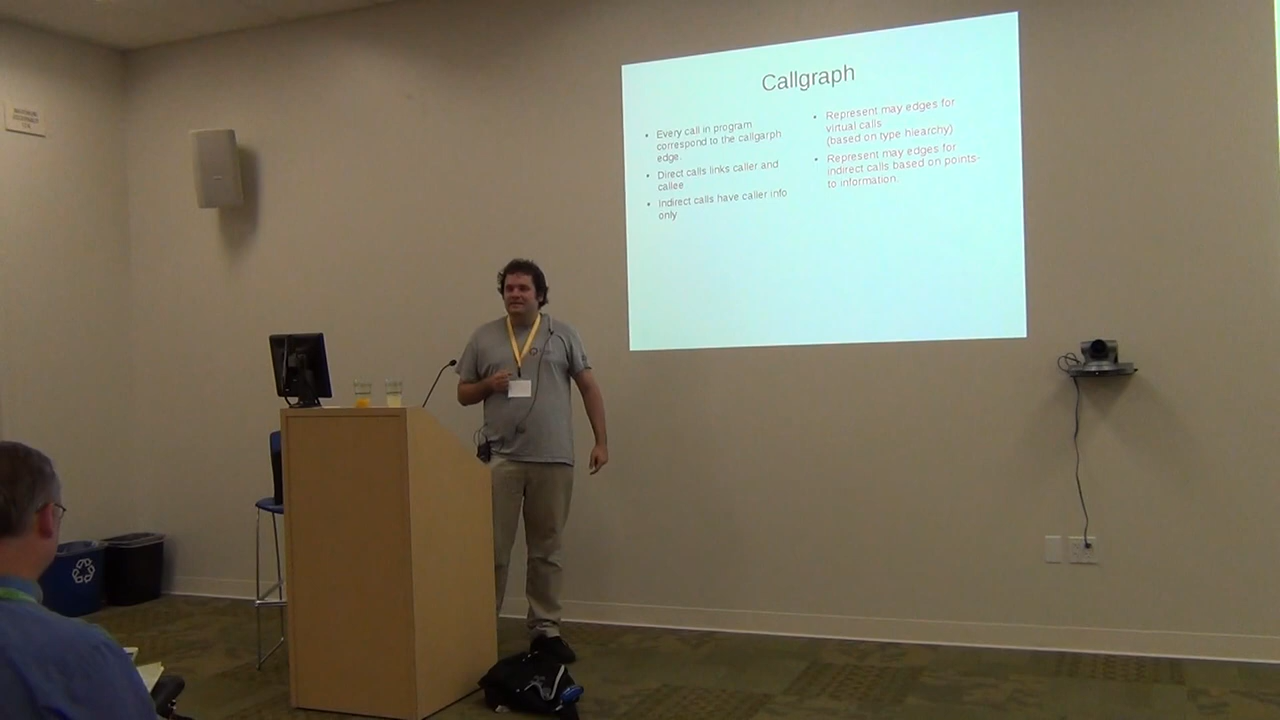 Callgraph
Every call in program
correspond to the callgarph
edge.
Direct calls links caller and
callee
Indirect calls have caller info
only
Represent may edges for
virtual calls
(based on type hiearchy)
Represent may edges for
indirect calls based on points-
to information.